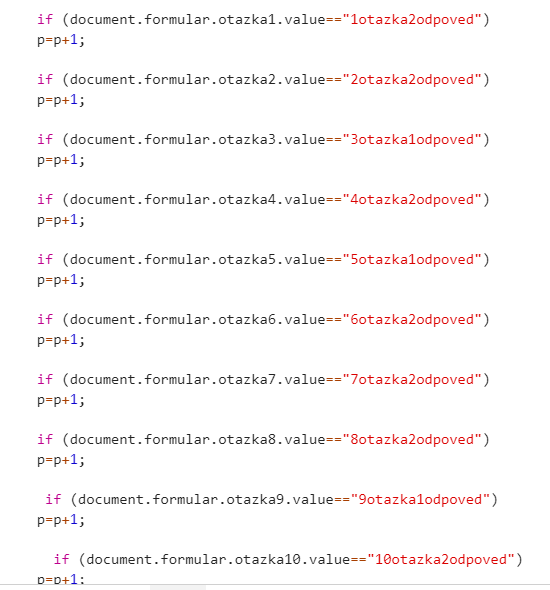 if (document.formular.otazka1.value=="1otazka2odpoved")
p=p+1;
if (document.formular.otazka2.value=="2otazka2odpoved")
p=p+1;
if (document.formular.otazka3.value=="3otazka1odpoved")
p=p+1;
if (document.formular.otazka4.value=="4otazka2odpoved")
p=p+1;
if (document.formular.otazka5.value=="5otazka1odpoved")
p=p+1;
if (document.formular.otazka6.value=="6otazka2odpoved")
p=p+1;
if (document.formular.otazka7.value=="7otazka2odpoved")
p=p+1;
if (document.formular.otazka8.value=="8otazka2odpoved")
p=p+1;
if (document.formular.otazka9.value=="9otazka1odpoved")
p=p+1;
if (document.formular.otazka10.value=="10otazka2odpoved")
p=p+1;